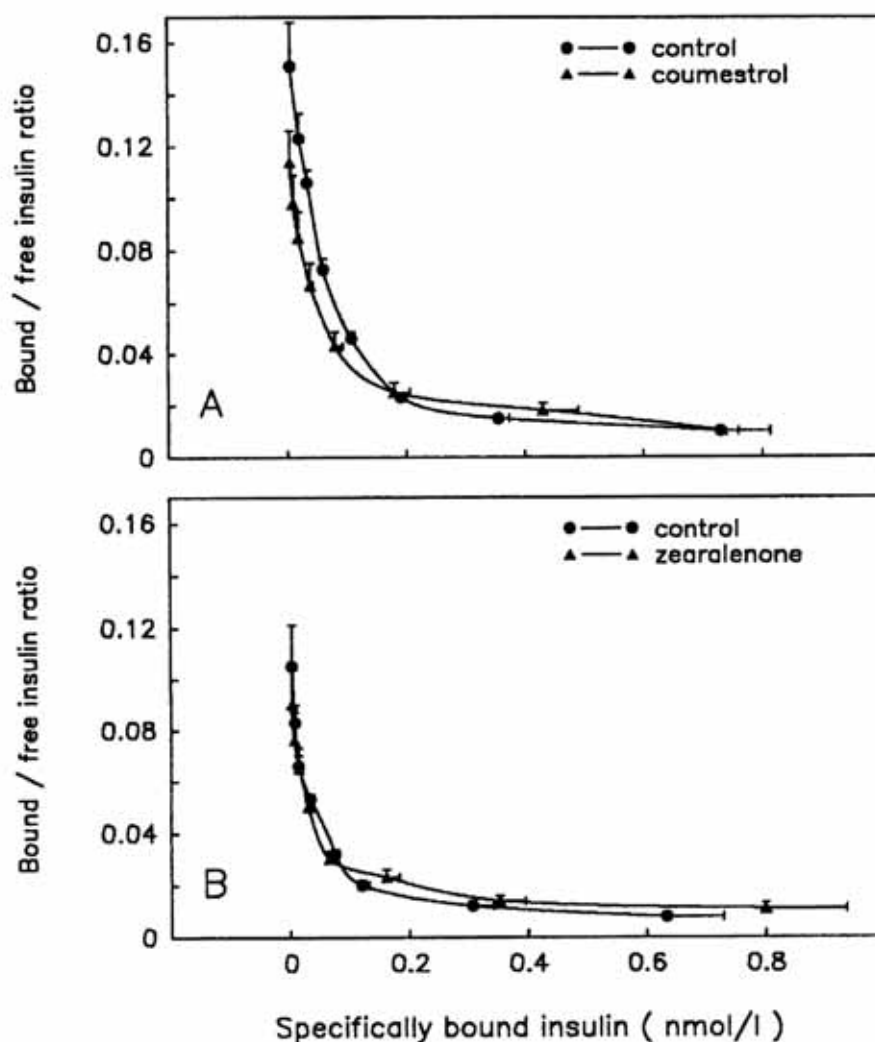 Bound / free insulin ratio
0.16
0.12
0.08
0.04
0
control
coumestrol
A
Bound / free insulin ratio
0.16
0.12
0.08
0.04
0
control
zearalenone
B
0 0.2 0.4 0.6 0.8
Specifically bound insulin ( nmol/l )